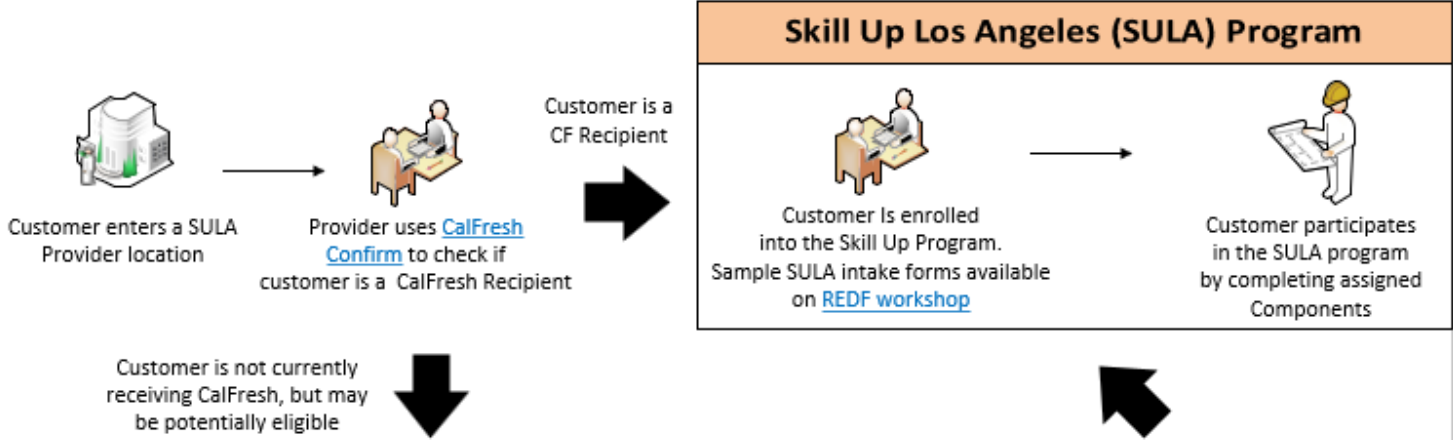 Skill Up Los Angeles (SULA) Program
Customer enters a SULA
Provider location
Provider uses CalFresh
Confirm to check if
customer is a CalFresh Recipient
Customer is a
CF Recipient
Customer Is enrolled
into the Skill Up Program.
Sample SULA intake forms available
on REDF workshop
Customer participates
in the SULA program
by completing assigned
Components
Customer is not currently
receiving CalFresh, but may
be potentially eligible